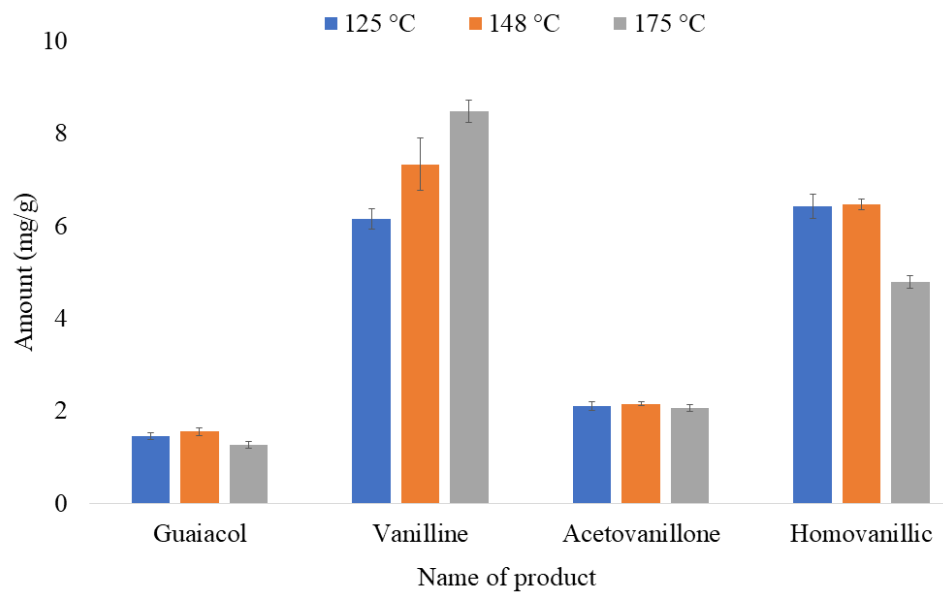 125 °C 148 °C 175 °C
10
8
6
4
2
0
Amount (mg/g)
Guaiacol Vanilline Acetovanillone Homovanillic
Name of product